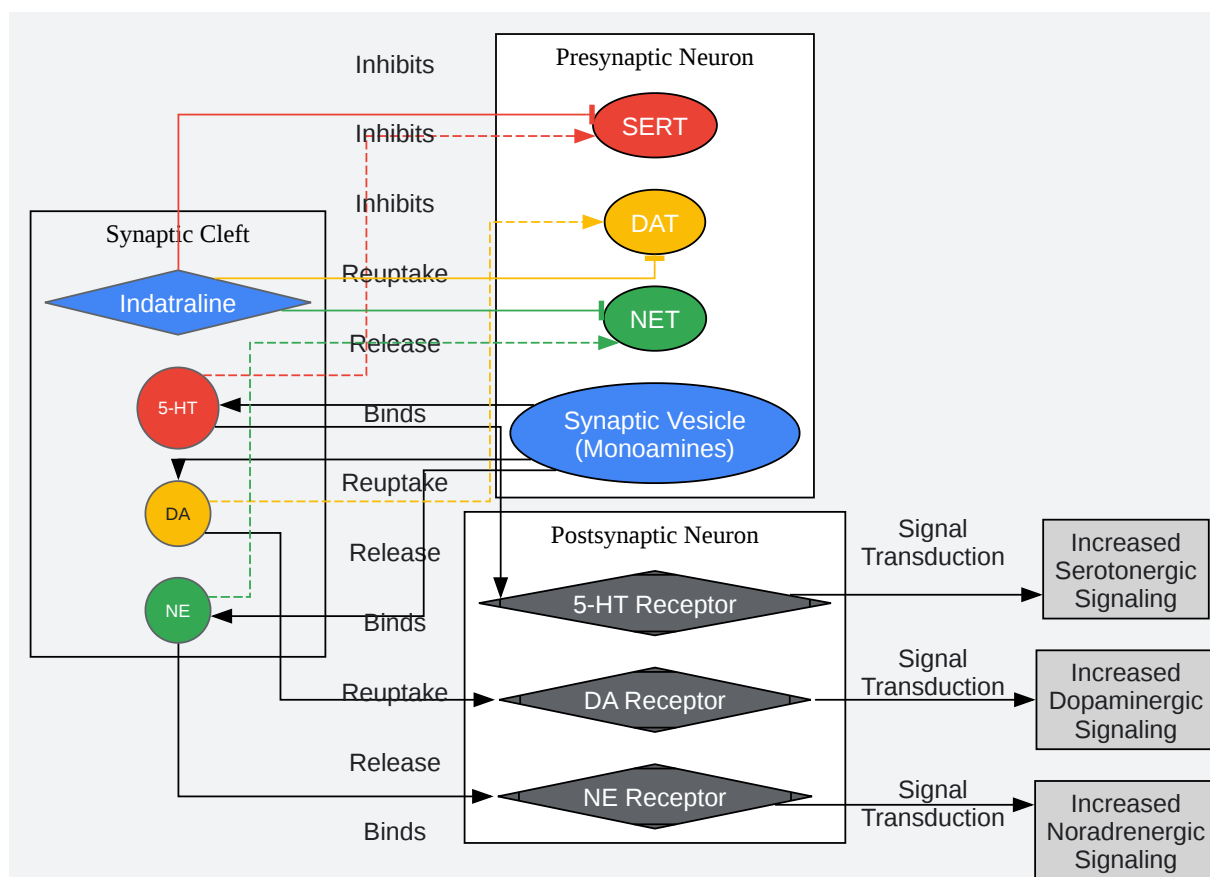 Inhibits
Presynaptic Neuron
SERT
Inhibits
Inhibits
DAT
Synaptic Cleft
Reuptake
Indatraline
NET
Release
5-HT
Binds
Synaptic Vesicle
(Monoamines)
Reuptake
DA
Release
Postsynaptic Neuron
Signal
Transduction
Increased
Serotonergic
Signaling
NE
Binds
5-HT Receptor
Signal
Transduction
Increased
Dopaminergic
Signaling
Reuptake
DA Receptor
Release
NE Receptor
Signal
Transduction
Increased
Noradrenergic
Signaling
Binds